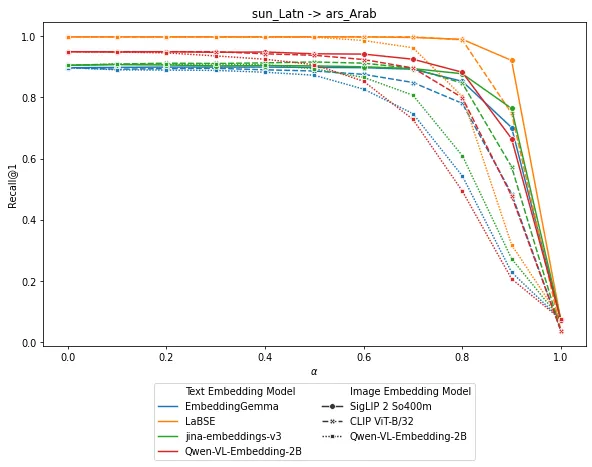 sun_Latn -> ars_Arab
Recall@1
1.0
0.8
0.6
0.4
0.2
0.0
0.0 0.2 0.4 0.6 0.8 1.0
α
Text Embedding Model
EmbeddingGemma
LaBSE
jina-embeddings-v3
Qwen-VL-Embedding-2B
Image Embedding Model
SigLIP 2 So400m
CLIP ViT-B/32
Qwen-VL-Embedding-2B